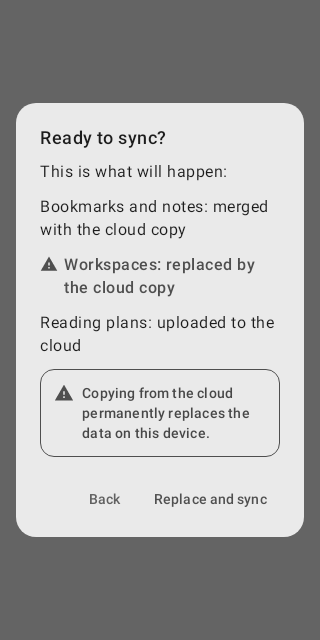 Ready to sync?
This is what will happen:
Bookmarks and notes: merged
with the cloud copy
Workspaces: replaced by
the cloud copy
Reading plans: uploaded to the
cloud
Copying from the cloud
permanently replaces the
data on this device.
Back
Replace and sync